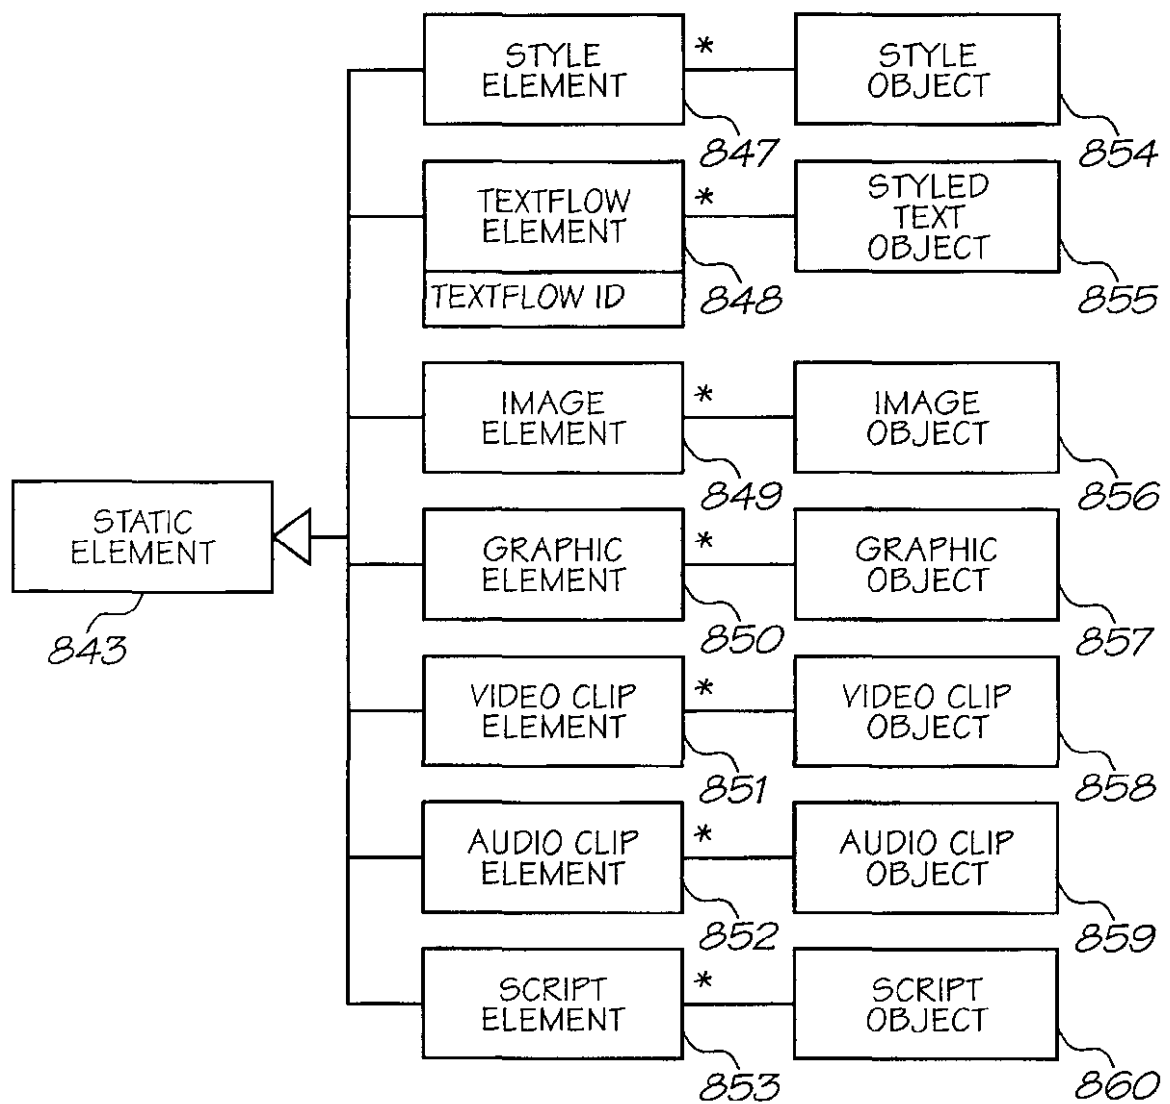 STYLE
ELEMENT
*
STYLE
OBJECT
847
854
TEXTFLOW
ELEMENT
*
STYLED
TEXT
OBJECT
TEXTFLOW ID
848
855
IMAGE
ELEMENT
*
IMAGE
OBJECT
849
856
STATIC
ELEMENT
843
GRAPHIC
ELEMENT
*
GRAPHIC
OBJECT
850
857
VIDEO CLIP
ELEMENT
*
VIDEO CLIP
OBJECT
851
858
AUDIO CLIP
ELEMENT
*
AUDIO CLIP
OBJECT
852
859
SCRIPT
ELEMENT
*
SCRIPT
OBJECT
853
860